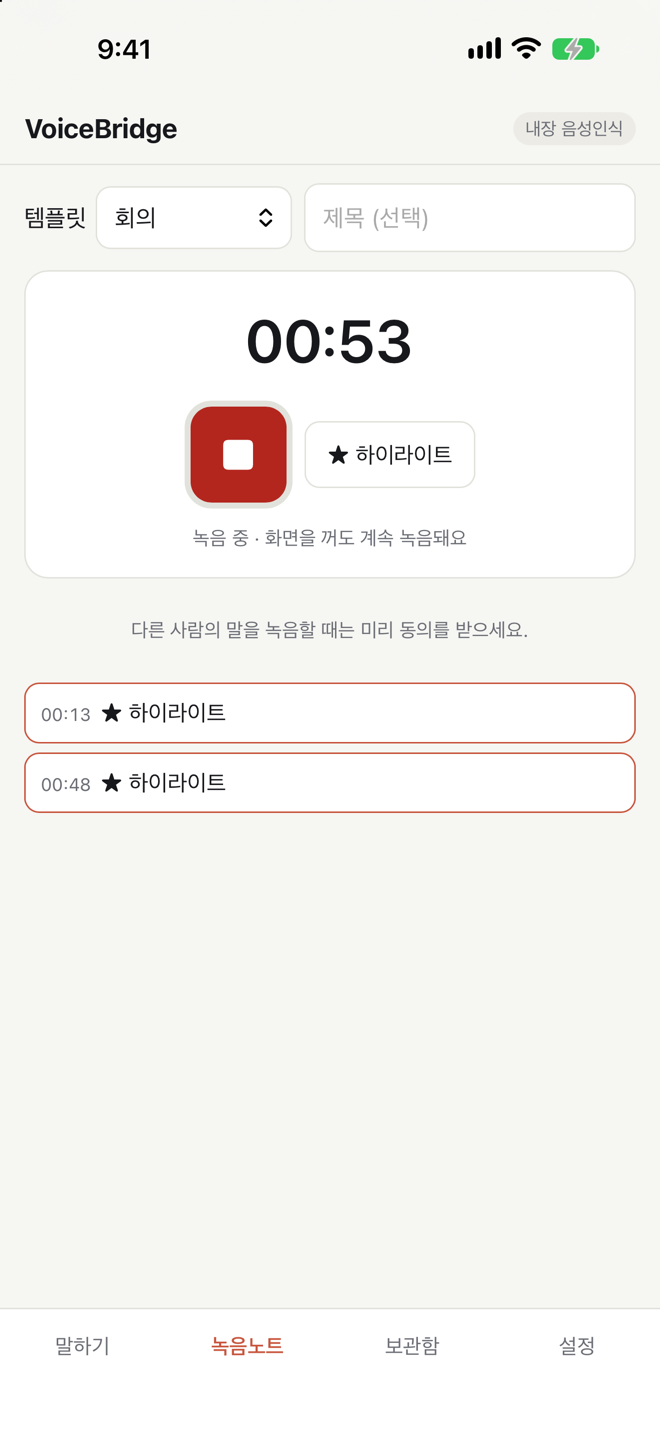 9:41
VoiceBridge
내장 음성인식
템플릿
회의
제목 (선택)
00:53
★ 하이라이트
녹음 중 · 화면을 꺼도 계속 녹음돼요
다른 사람의 말을 녹음할 때는 미리 동의를 받으세요.
00:13 ★ 하이라이트
00:48 ★ 하이라이트
말하기
녹음노트
보관함
설정